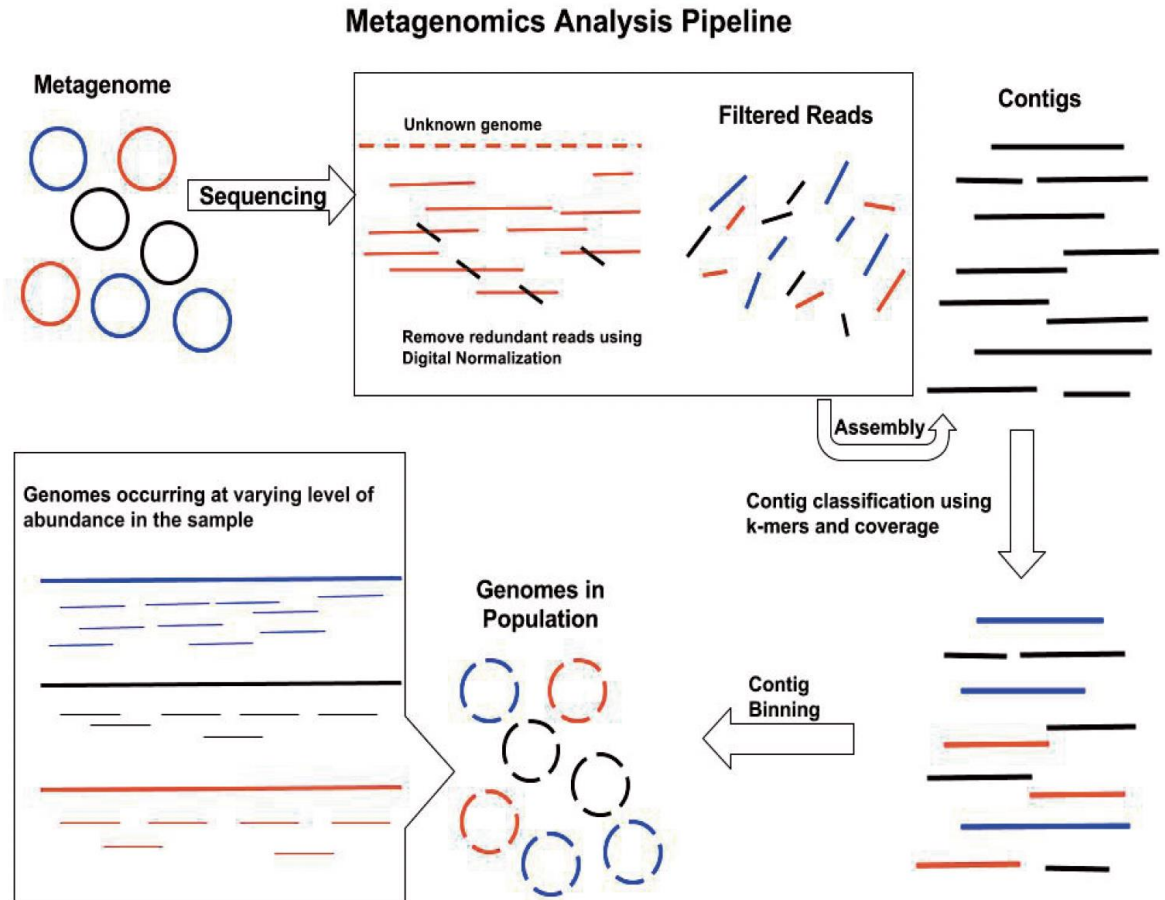 Metagenomics Analysis Pipeline
Metagenome
Sequencing
Unknown genome
Remove redundant reads using
Digital Normalization
Filtered Reads
Contigs
Assembly
Contig classification using
k-mers and coverage
Contig
Binning
Genomes in
Population
Genomes occurring at varying level of
abundance in the sample